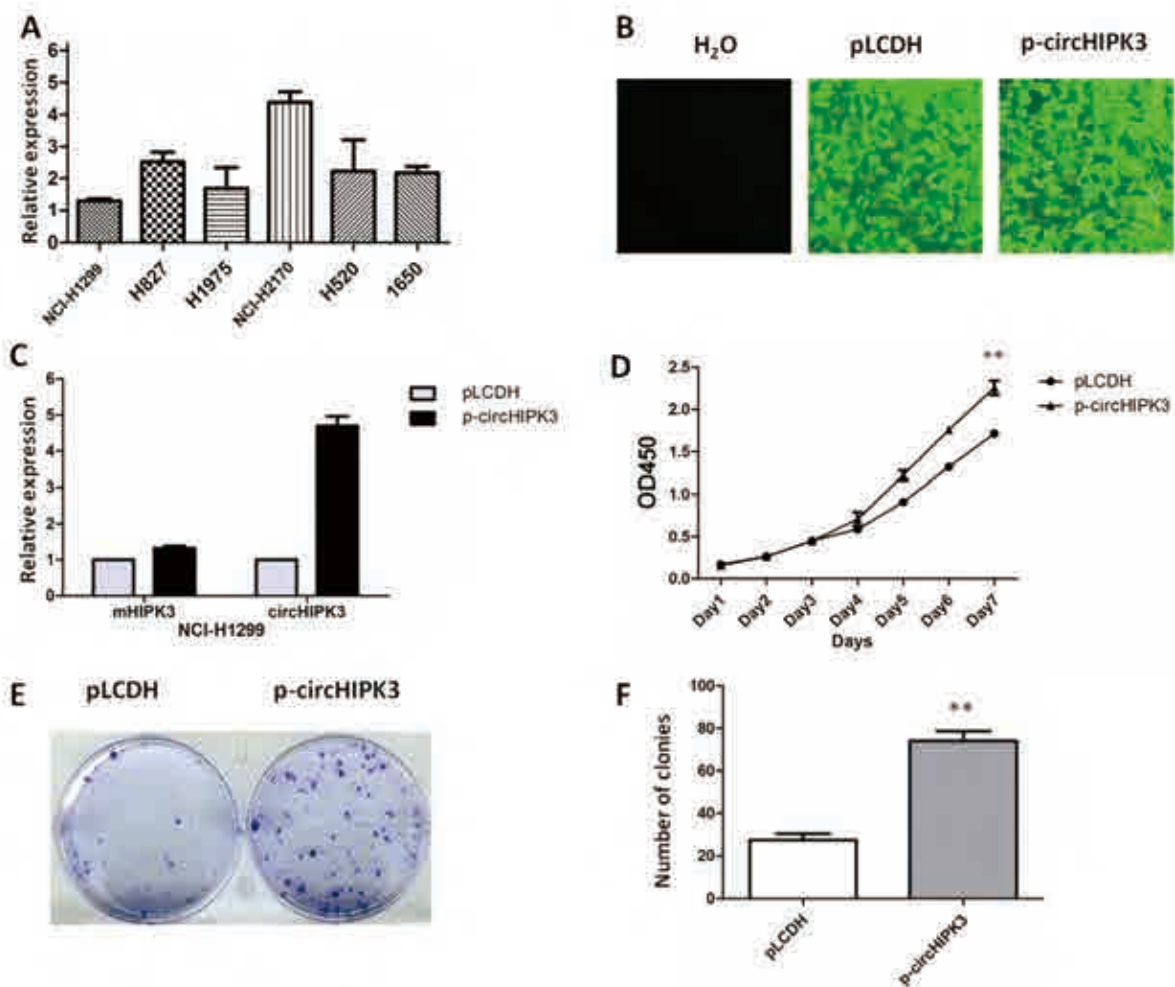 A
Relative expression
6
5
4
3
2
1
0
NCI-H1299
H827
H1975
NCI-H2170
H520
1650
B
H₂O
pLCDH
p-circHIPK3
C
Relative expression
6
5
4
3
2
1
0
mHIPK3
circHIPK3
NCI-H1299
pLCDH
p-circHIPK3
D
OD450
2.5
2.0
1.5
1.0
0.5
0.0
**
pLCDH
p-circHIPK3
Day1
Day2
Day3
Day4
Day5
Day6
Day7
Days
E
pLCDH
p-circHIPK3
F
Number of clonies
100
80
60
40
20
0
**
pLCDH
p-circHIPK3